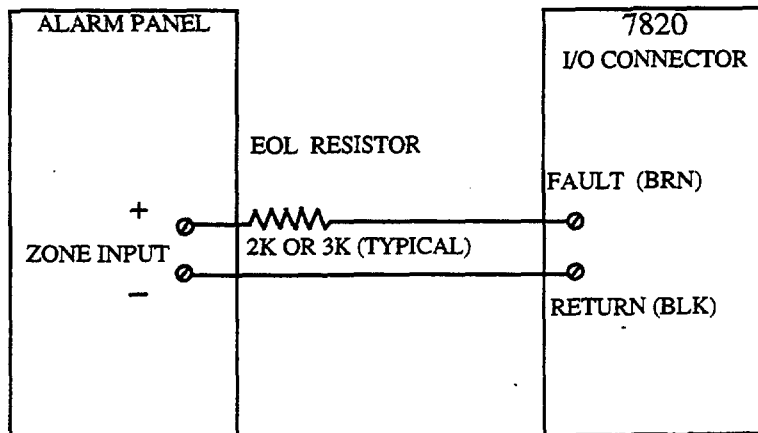 ALARM PANEL
7820
I/O CONNECTOR
EOL RESISTOR
FAULT (BRN)
+
2K OR 3K (TYPICAL)
ZONE INPUT
−
RETURN (BLK)